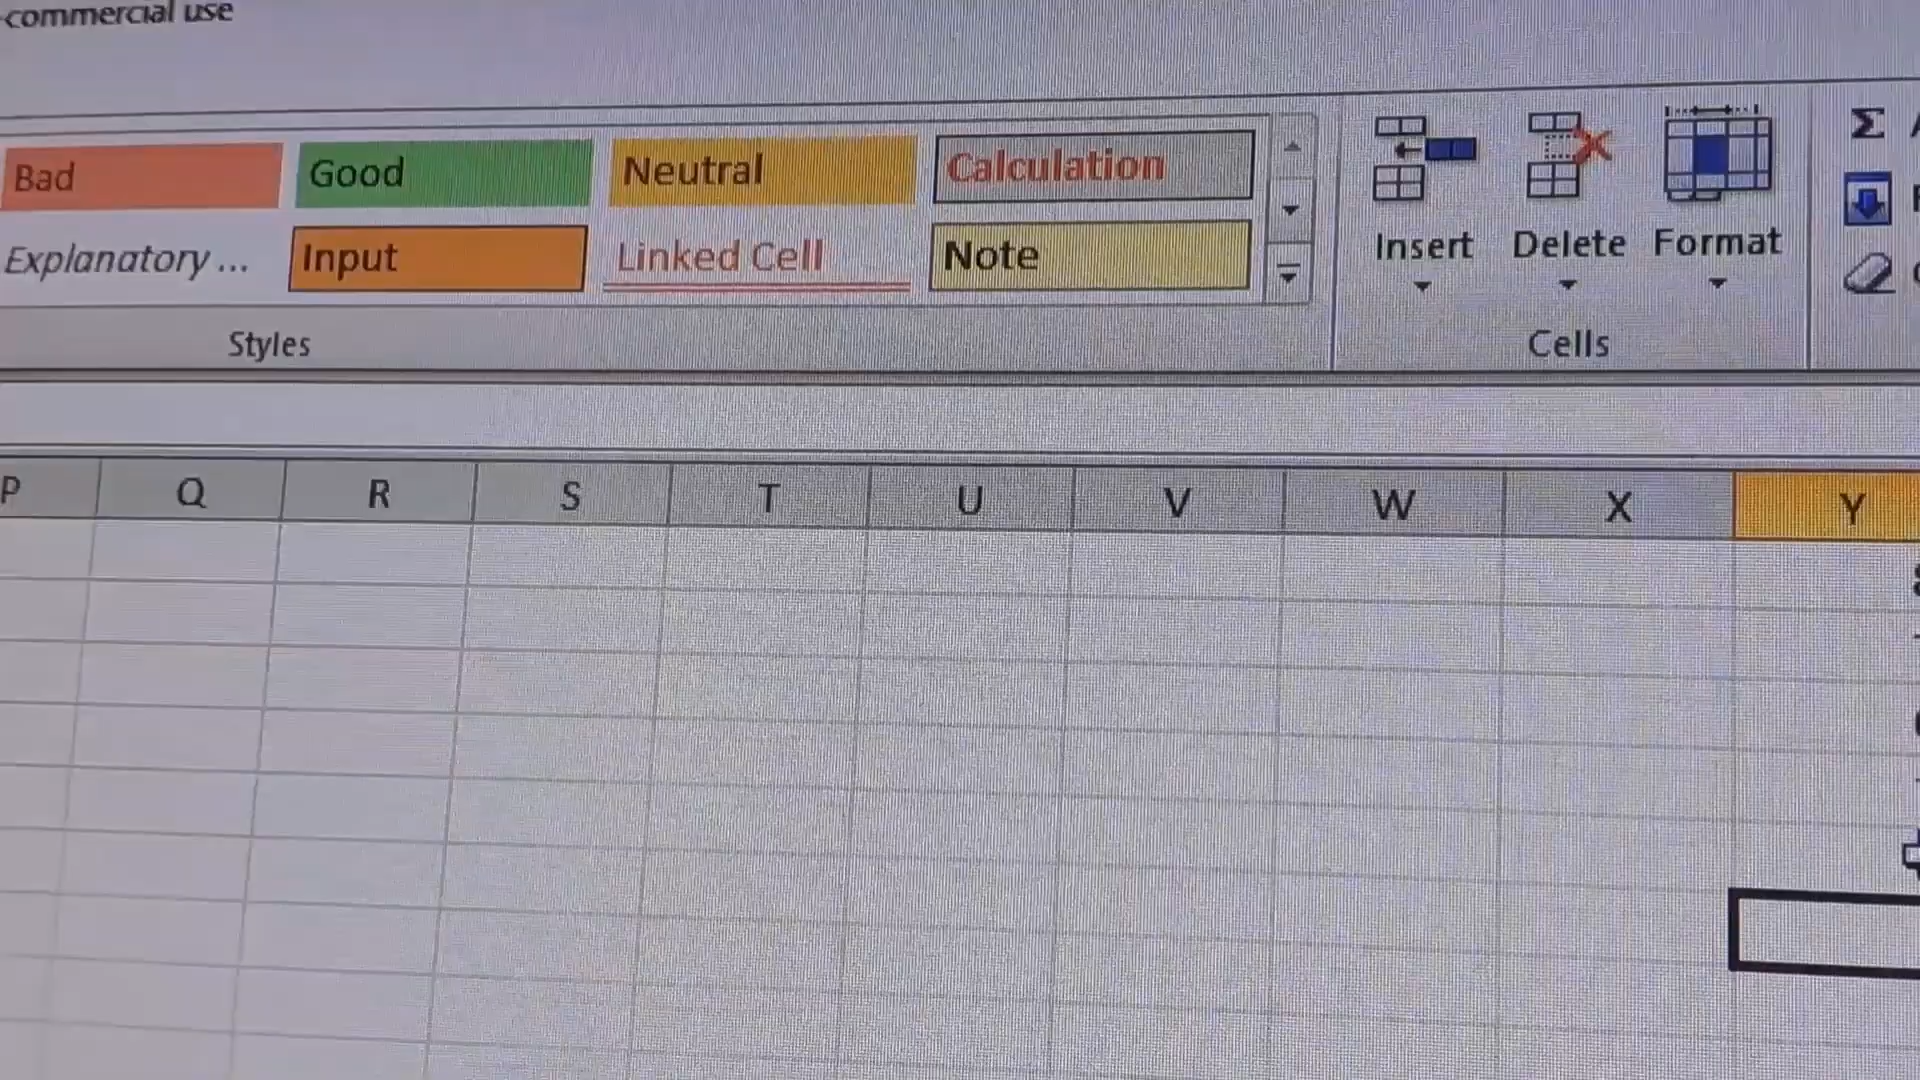 commercial use
Bad Good Neutral Calculation
Explanatory ... Input Linked Cell Note
Insert Delete Format
Styles Cells
P Q R S T U V W X Y